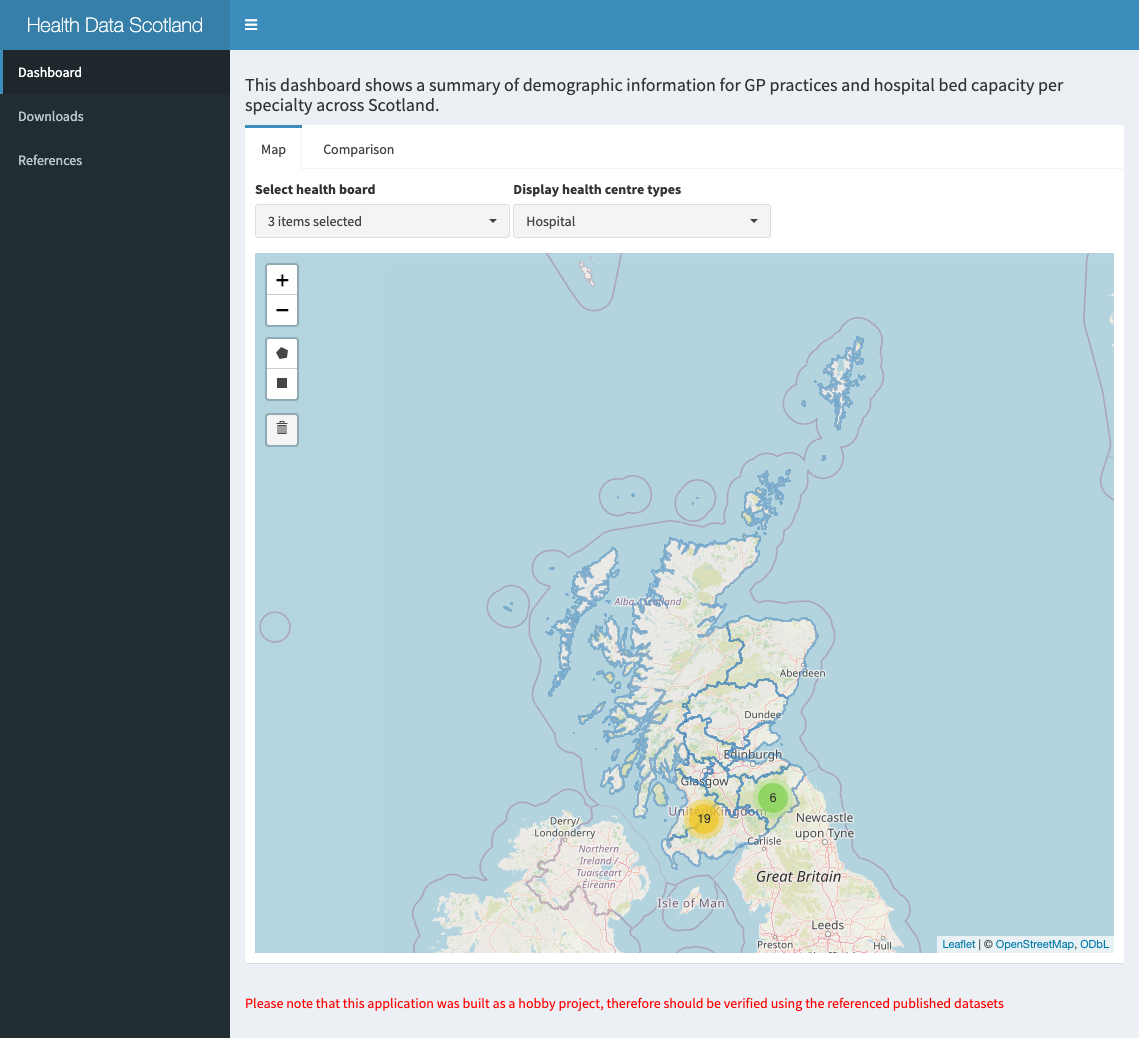 Health Data Scotland
Dashboard
Downloads
References
This dashboard shows a summary of demographic information for GP practices and hospital bed capacity per
specialty across Scotland.
Map
Comparison
Select health board
Display health centre types
3 items selected
Hospital
+
−
Alba / Scotland
Aberdeen
Dundee
Edinburgh
Glasgow
6
19
United Kingdom
Newcastle
upon Tyne
Carlisle
Derry/
Londonderry
Northern
Ireland /
Tuaisceart
Éireann
Great Britain
Isle of Man
Leeds
Preston
Hull
Leaflet | © OpenStreetMap, ODbL
Please note that this application was built as a hobby project, therefore should be verified using the referenced published datasets